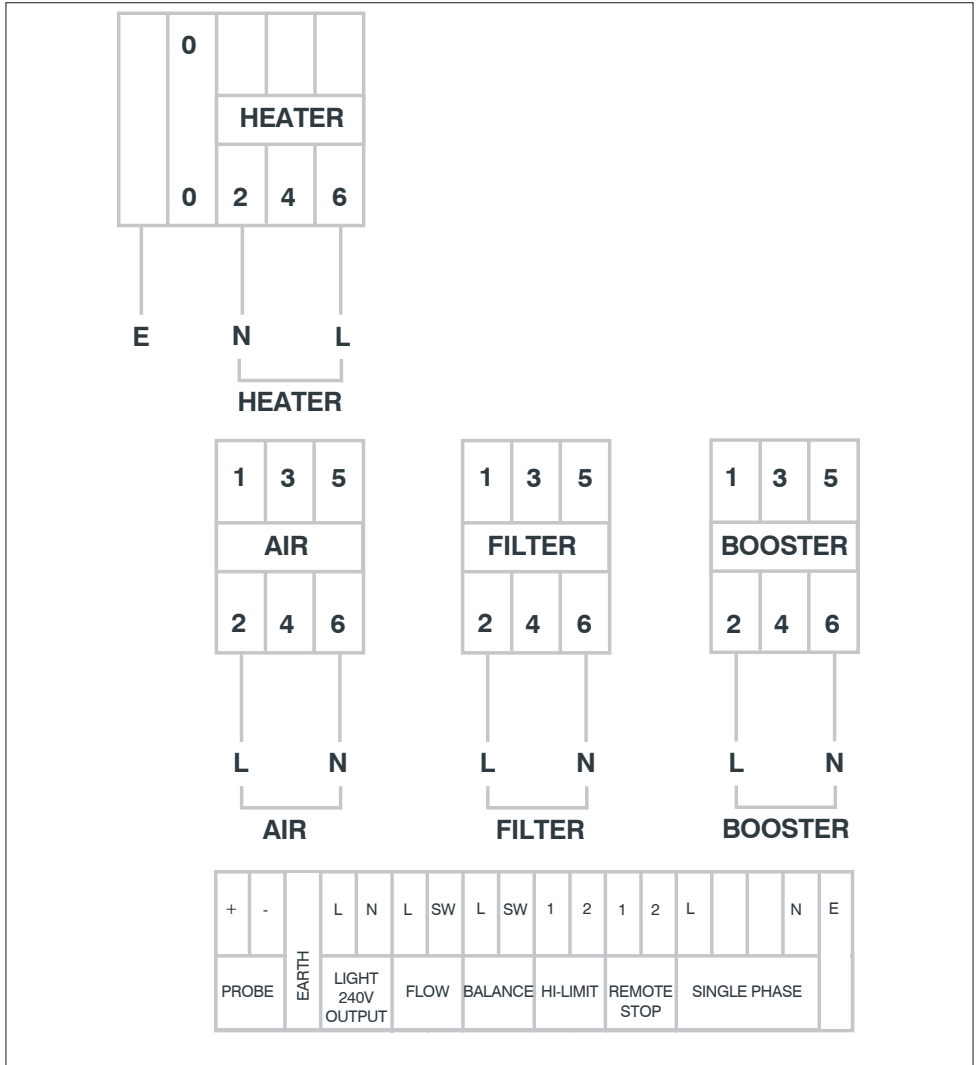 0
HEATER
0 2 4 6
E N L
HEATER
1 3 5 1 3 5 1 3 5
AIR FILTER BOOSTER
2 4 6 2 4 6 2 4 6
L N L N L N
AIR FILTER BOOSTER
+ - EARTH L N L SW L SW 1 2 1 2 L N E
PROBE LIGHT FLOW BALANCE HI-LIMIT REMOTE SINGLE PHASE
240V STOP
OUTPUT